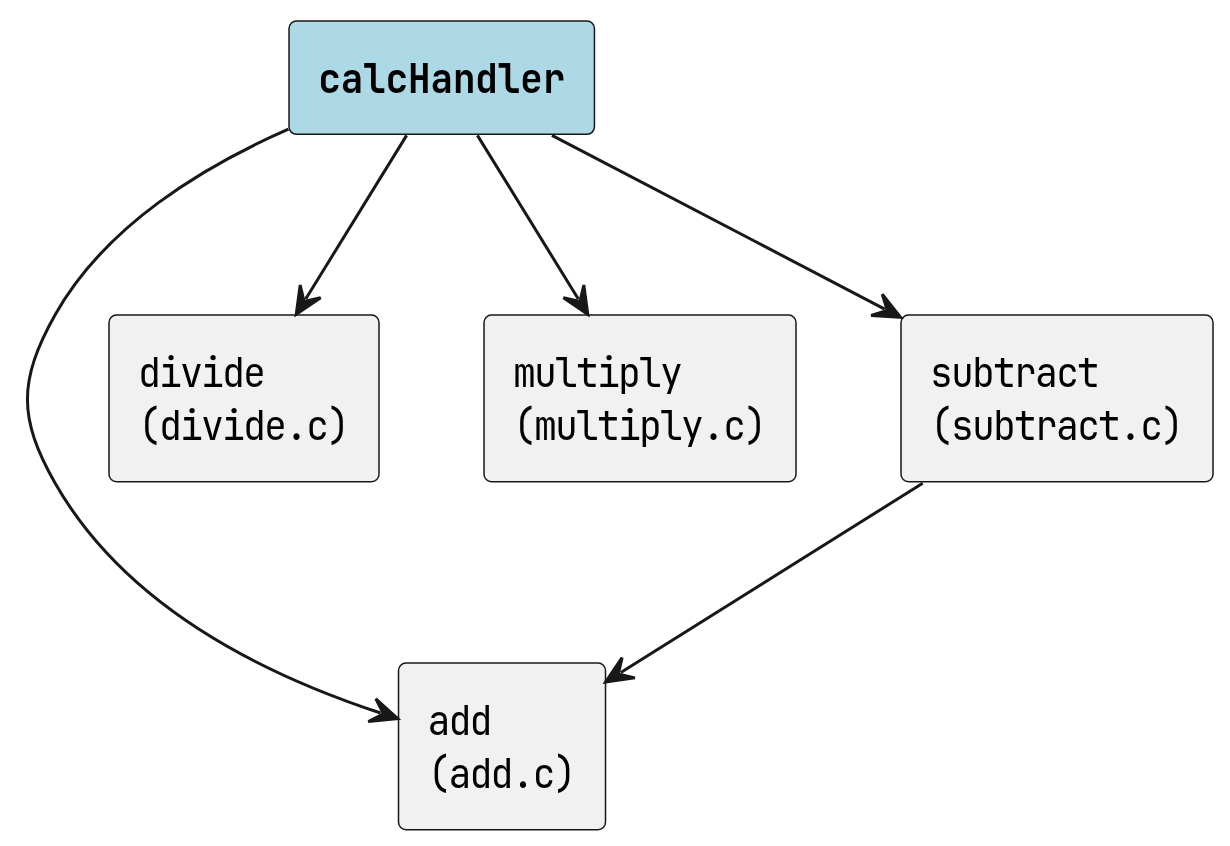 calcHandler
divide
(divide.c)
multiply
(multiply.c)
subtract
(subtract.c)
add
(add.c)